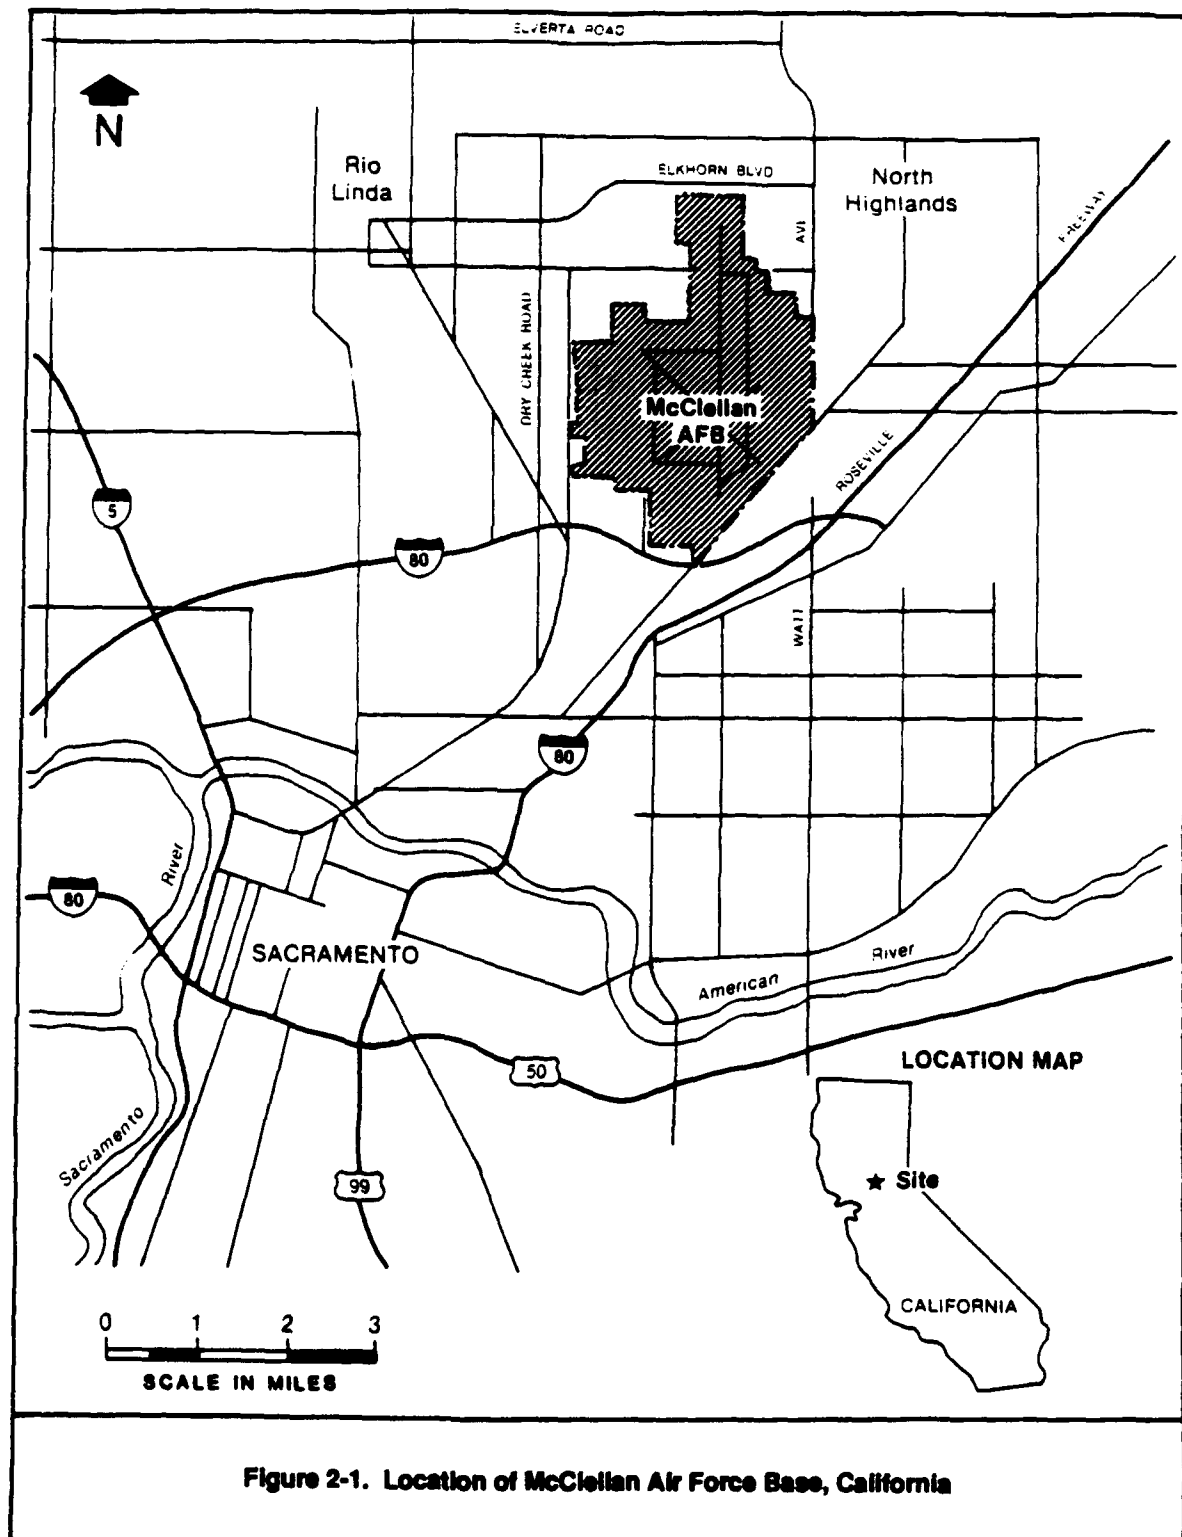 ELVERTA ROAD
N
Rio
Linda
ELKHORN BLVD
North
Highlands
AVE
FREEWAY
DRY CREEK ROAD
McClellan
AFB
ROSEVILLE
5
80
WATT
80
River
80
SACRAMENTO
River
American
50
LOCATION MAP
Sacramento
99
Site
CALIFORNIA
0 1 2 3
SCALE IN MILES
Figure 2-1. Location of McClellan Air Force Base, California